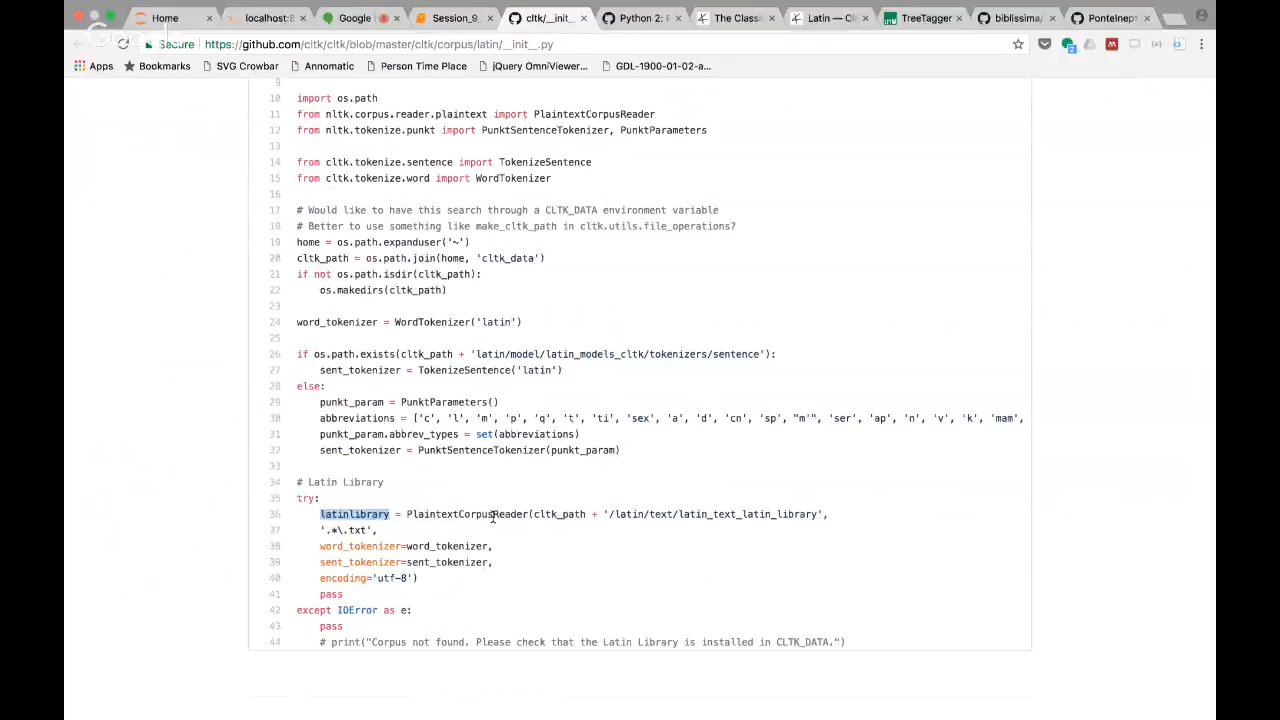 Home
localhost:8
Google
Session_9_
cltk/__init_
Python 2: F
The Classic
Latin — Cl
TreeTagger
biblissima/
PonteIneptique
Secure
https://github.com/cltk/cltk/blob/master/cltk/corpus/latin/__init__.py
Apps
Bookmarks
SVG Crowbar
Annomatic
Person Time Place
jQuery OmniViewer...
GDL-1900-01-02-a...
9
10 import os.path
11 from nltk.corpus.reader.plaintext import PlaintextCorpusReader
12 from nltk.tokenize.punkt import PunktSentenceTokenizer, PunktParameters
13
14 from cltk.tokenize.sentence import TokenizeSentence
15 from cltk.tokenize.word import WordTokenizer
16
17 # Would like to have this search through a CLTK_DATA environment variable
18 # Better to use something like make_cltk_path in cltk.utils.file_operations?
19 home = os.path.expanduser('~')
20 cltk_path = os.path.join(home, 'cltk_data')
21 if not os.path.isdir(cltk_path):
22 os.makedirs(cltk_path)
23
24 word_tokenizer = WordTokenizer('latin')
25
26 if os.path.exists(cltk_path + 'latin/model/latin_models_cltk/tokenizers/sentence'):
27 sent_tokenizer = TokenizeSentence('latin')
28 else:
29 punkt_param = PunktParameters()
30 abbreviations = ['c', 'l', 'm', 'p', 'q', 't', 'ti', 'sex', 'a', 'd', 'cn', 'sp', "m'", 'ser', 'ap', 'n', 'v', 'k', 'mam',
31 punkt_param.abbrev_types = set(abbreviations)
32 sent_tokenizer = PunktSentenceTokenizer(punkt_param)
33
34 # Latin Library
35 try:
36 latinlibrary = PlaintextCorpusReader(cltk_path + '/latin/text/latin_text_latin_library',
37 '.*\.txt',
38 word_tokenizer=word_tokenizer,
39 sent_tokenizer=sent_tokenizer,
40 encoding='utf-8')
41 pass
42 except IOError as e:
43 pass
44 # print("Corpus not found. Please check that the Latin Library is installed in CLTK_DATA.")